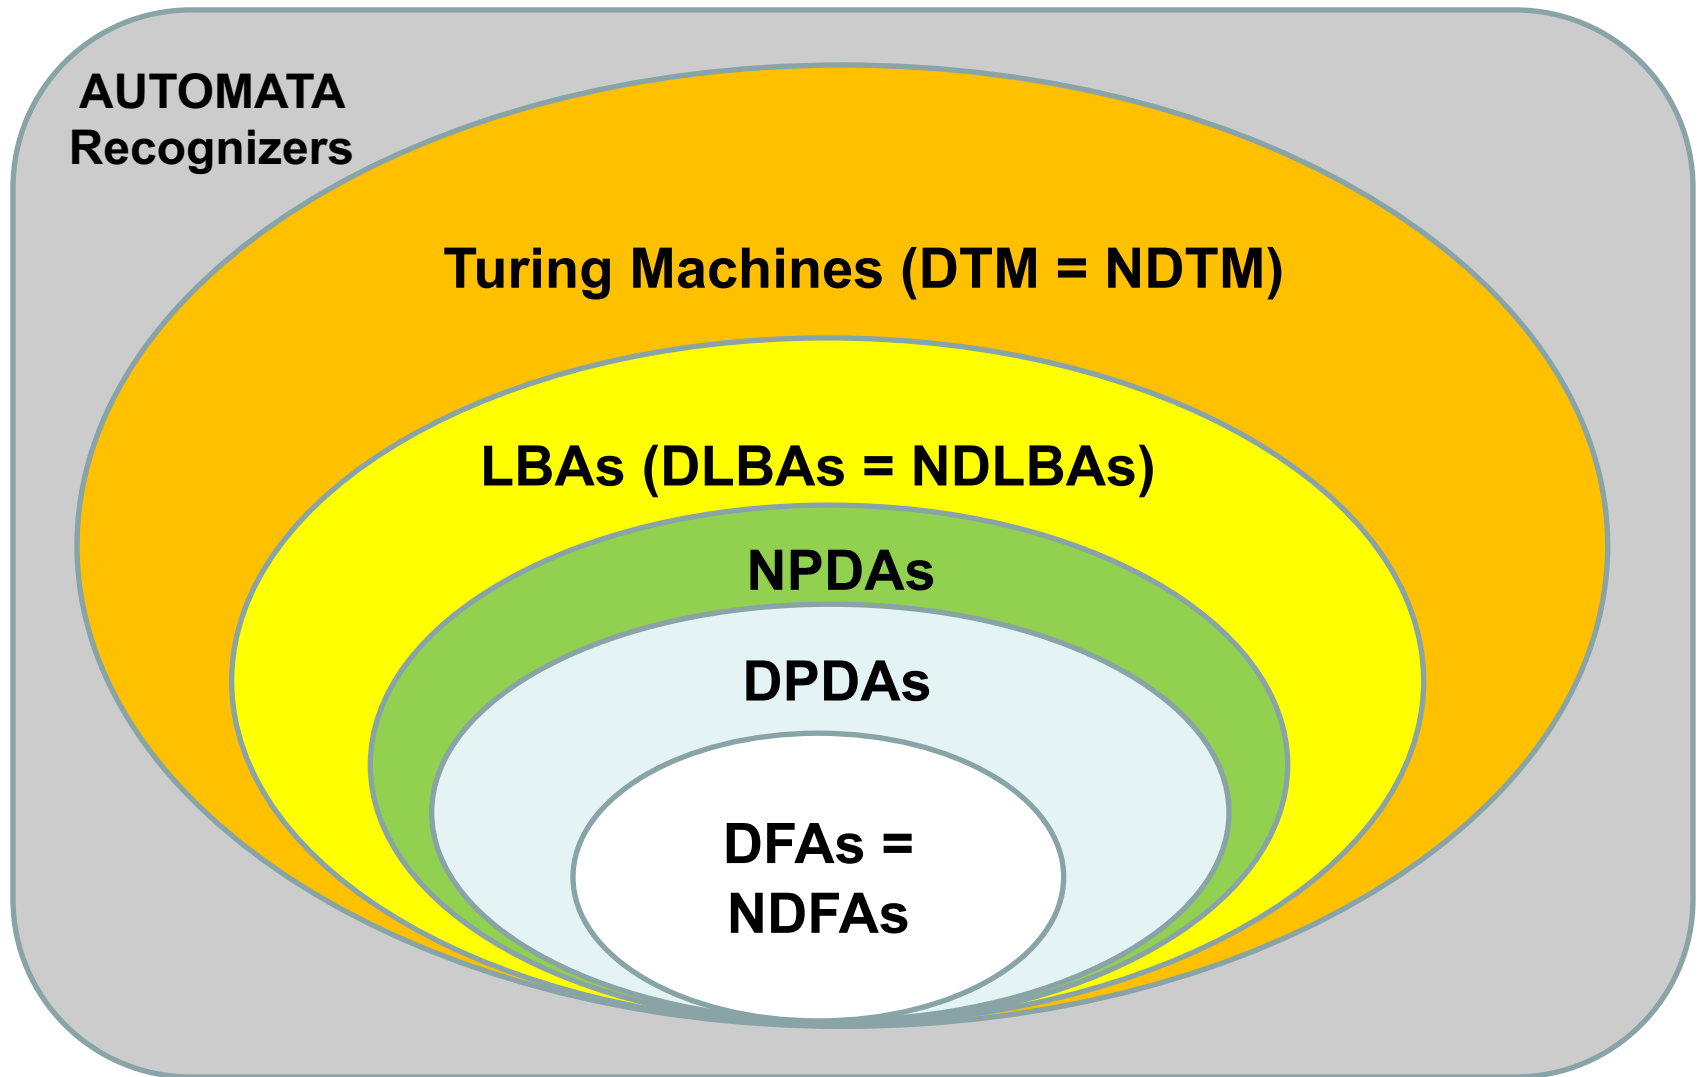 AUTOMATA
Recognizers
Turing Machines (DTM = NDTM)
LBAs (DLBAs = NDLBAs)
NPDAs
DPDAs
DFAs =
NDFAs